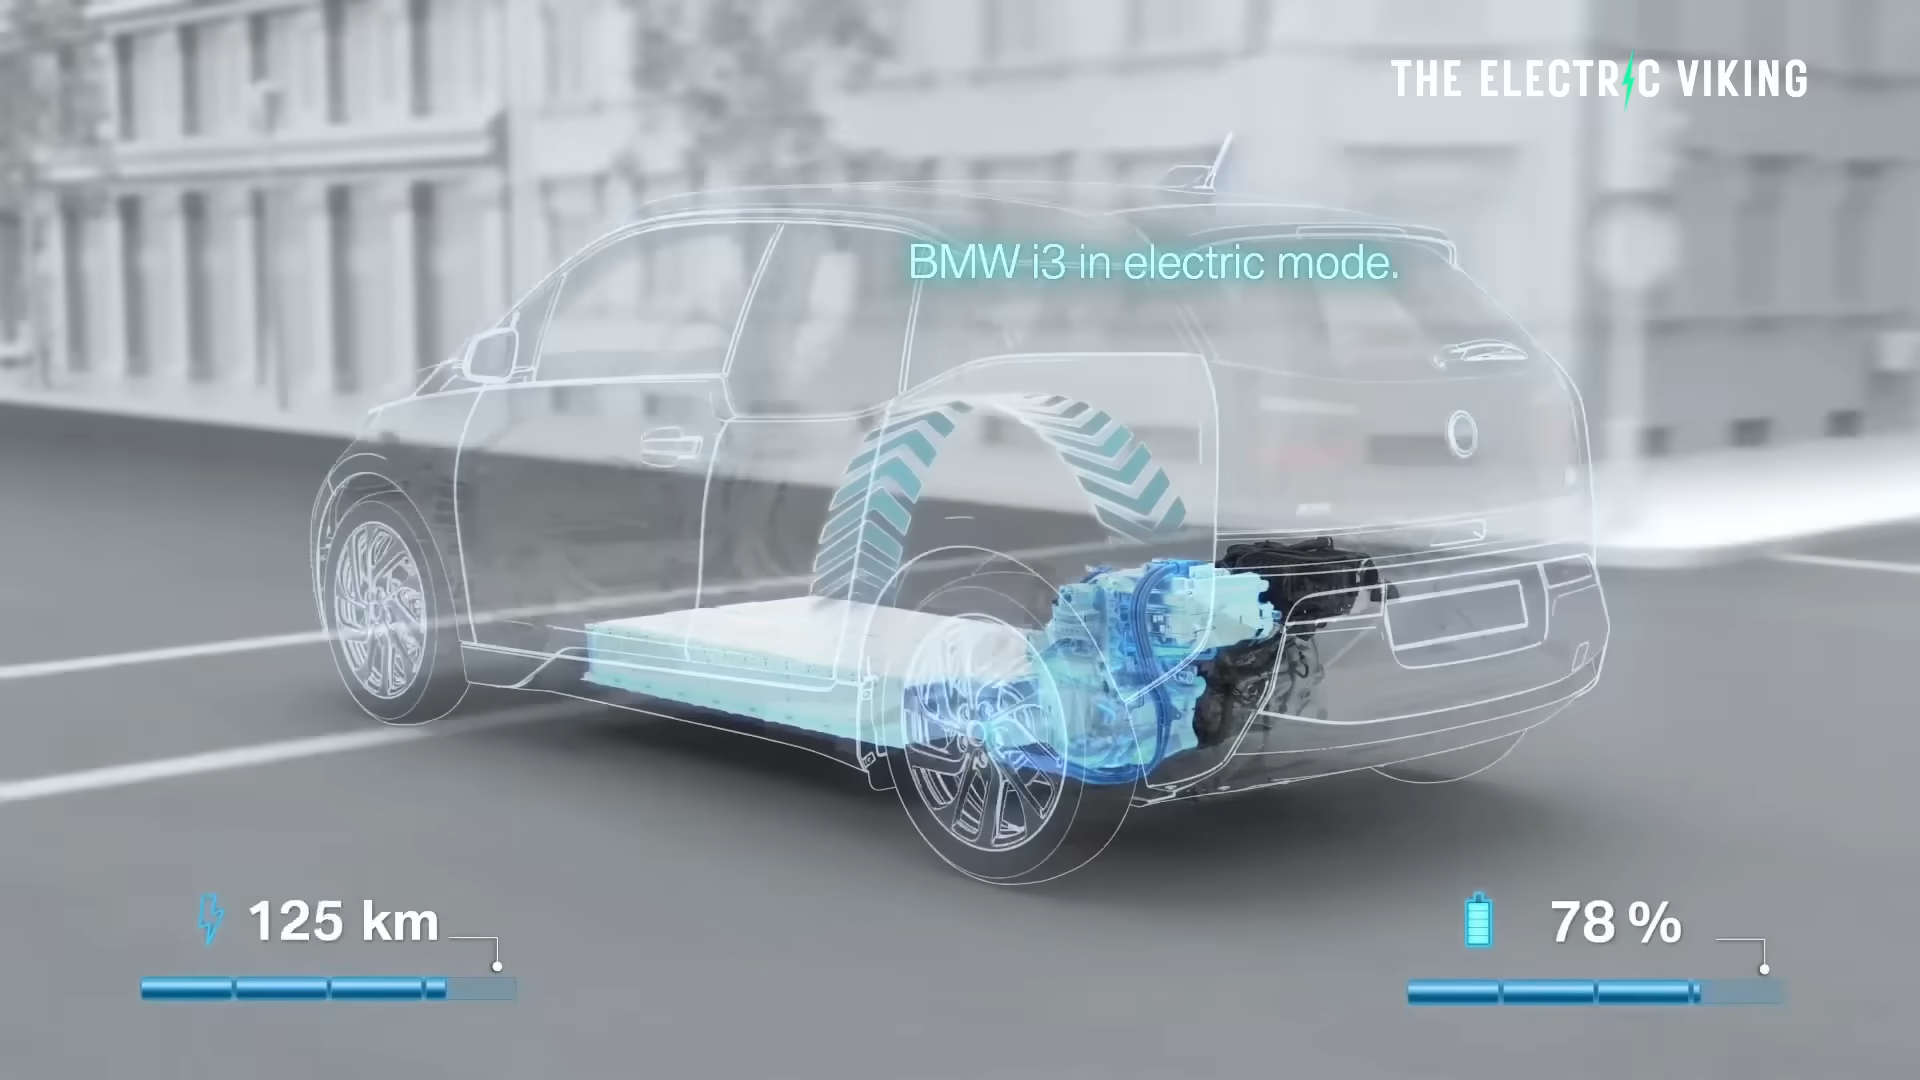 THE ELECTRIC VIKING
BMW i3 in electric mode.
125 km
78 %